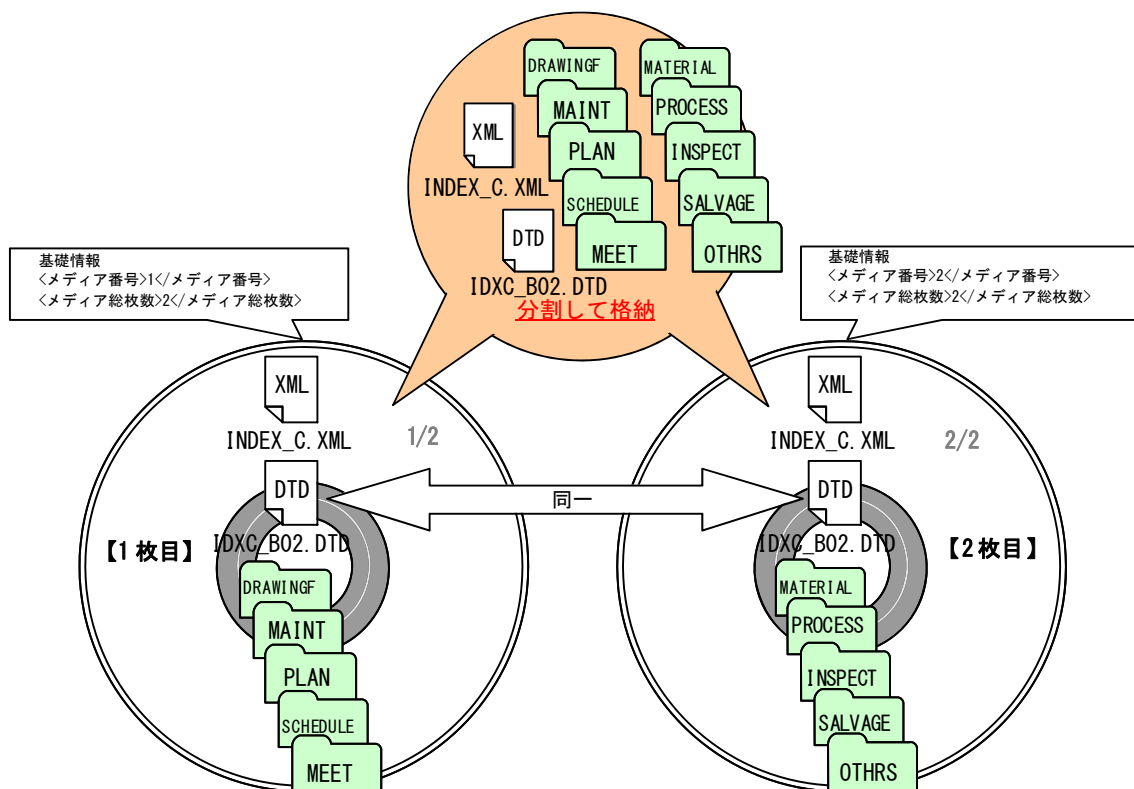 DRAWINGF
MAINT
PLAN
SCHEDULE
MEET
MATERIAL
PROCESS
INSPECT
SALVAGE
OTHRS
XML
INDEX_C.XML
DTD
IDXC_B02.DTD
分割して格納
基礎情報
<メディア番号>1</メディア番号>
<メディア総枚数>2</メディア総枚数>
基礎情報
<メディア番号>2</メディア番号>
<メディア総枚数>2</メディア総枚数>
XML
INDEX_C.XML
1/2
DTD
IDXC_B02.DTD
【1枚目】
DRAWINGF
MAINT
PLAN
SCHEDULE
MEET
同一
XML
INDEX_C.XML
2/2
DTD
IDXC_B02.DTD
【2枚目】
MATERIAL
PROCESS
INSPECT
SALVAGE
OTHRS